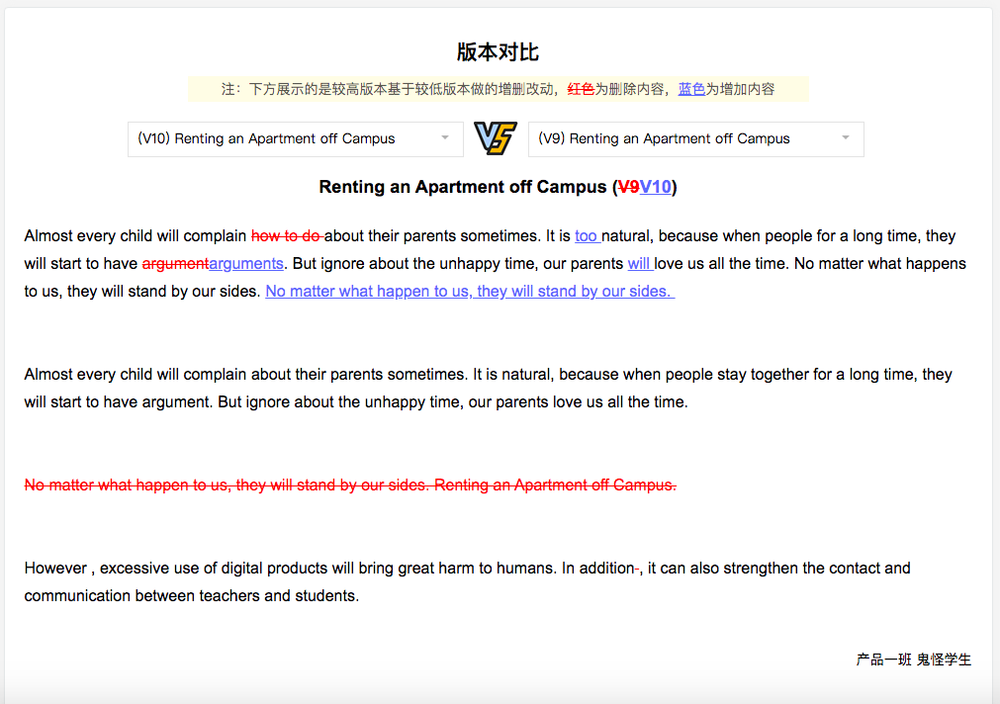 版本对比
注：下方展示的是较高版本基于较低版本做的增删改动，红色为删除内容，蓝色为增加内容
(V10) Renting an Apartment off Campus VS (V9) Renting an Apartment off Campus
Renting an Apartment off Campus (V9V10)
Almost every child will complain how to do about their parents sometimes. It is too natural, because when people for a long time, they
will start to have argumentarguments. But ignore about the unhappy time, our parents will love us all the time. No matter what happens
to us, they will stand by our sides. No matter what happen to us, they will stand by our sides.
Almost every child will complain about their parents sometimes. It is natural, because when people stay together for a long time, they
will start to have argument. But ignore about the unhappy time, our parents love us all the time.
No matter what happen to us, they will stand by our sides. Renting an Apartment off Campus.
However , excessive use of digital products will bring great harm to humans. In addition-, it can also strengthen the contact and
communication between teachers and students.
产品一班 鬼怪学生